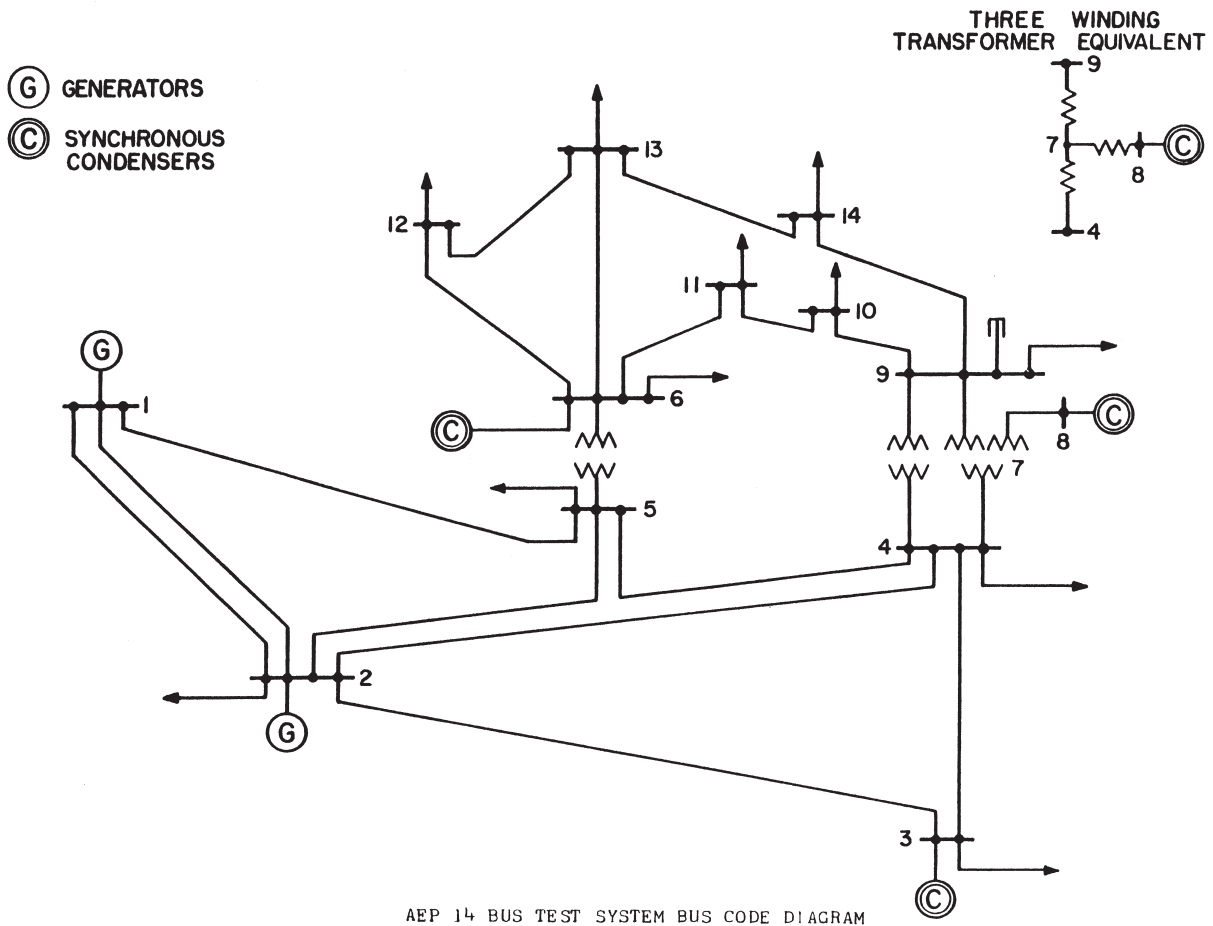 THREE WINDING
TRANSFORMER EQUIVALENT
9
7
C
8
4
G GENERATORS
C SYNCHRONOUS
CONDENSERS
13
12
14
11
10
G
1
9
6
C
8
C
7
5
4
2
G
3
C
AEP 14 BUS TEST SYSTEM BUS CODE DIAGRAM